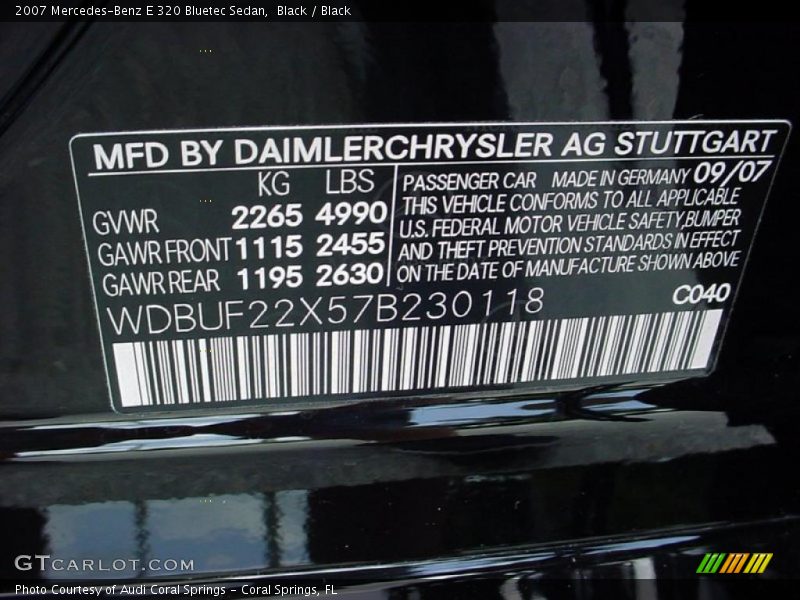 2007 Mercedes-Benz E 320 Bluetec Sedan,  Black / Black
MFD BY DAIMLERCHRYSLER AG STUTTGART
KG LBS
GVWR 2265 4990
GAWR FRONT 1115 2455
GAWR REAR 1195 2630
PASSENGER CAR MADE IN GERMANY 09/07
THIS VEHICLE CONFORMS TO ALL APPLICABLE
U.S. FEDERAL MOTOR VEHICLE SAFETY,BUMPER
AND THEFT PREVENTION STANDARDS IN EFFECT
ON THE DATE OF MANUFACTURE SHOWN ABOVE
WDBUF22X57B230118
C040
GTCARLOT.COM
Photo Courtesy of Audi Coral Springs - Coral Springs, FL